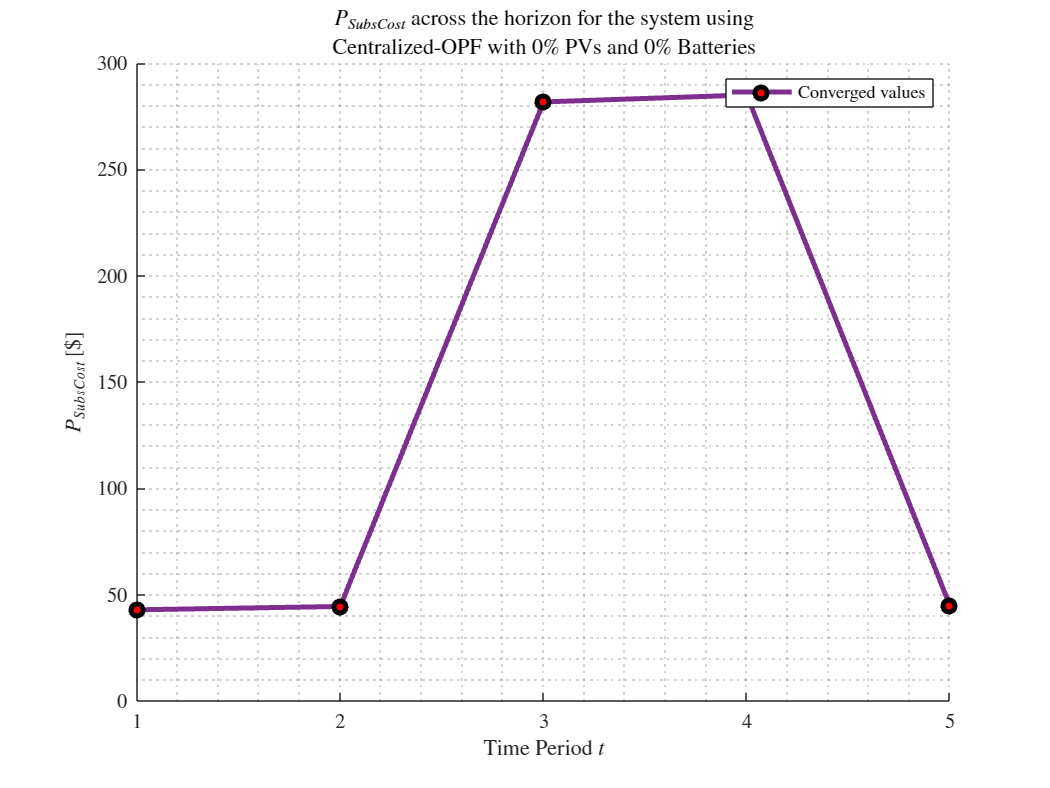 P_SubsCost across the horizon for the system using
Centralized-OPF with 0% PVs and 0% Batteries
Converged values
300
250
200
150
100
50
0
P_SubsCost [$]
1 2 3 4 5
Time Period t